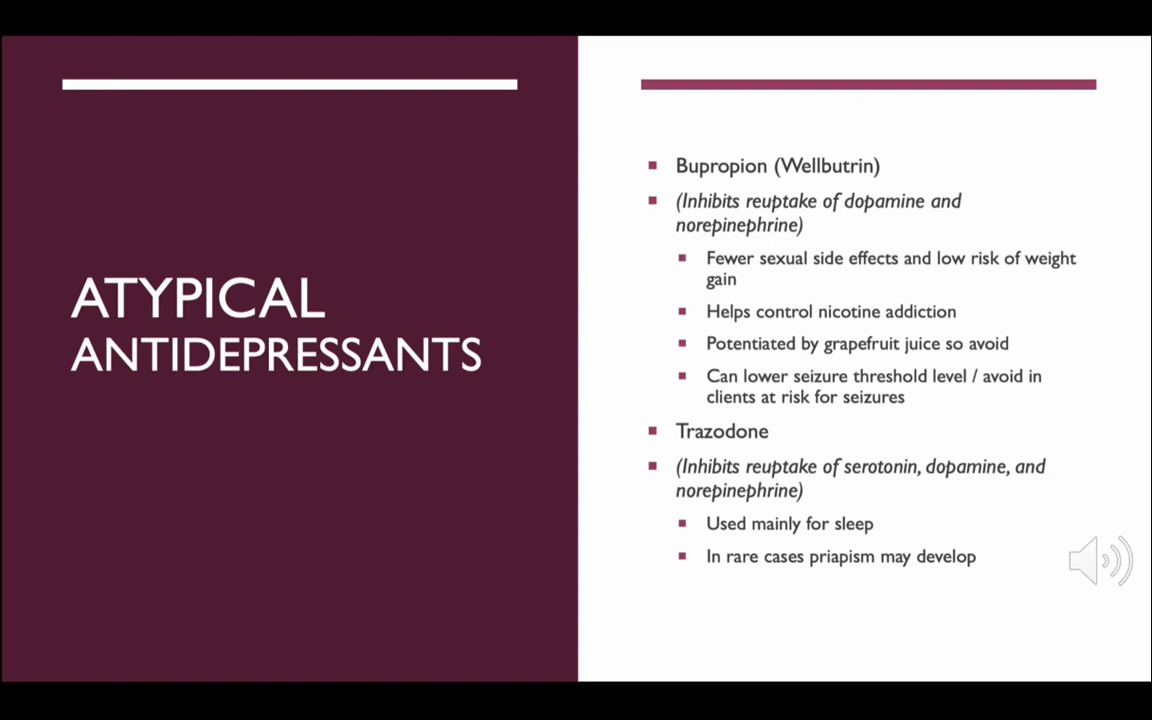 ATYPICAL
ANTIDEPRESSANTS
▪ Bupropion (Wellbutrin)
▪ (Inhibits reuptake of dopamine and
norepinephrine)
▪ Fewer sexual side effects and low risk of weight
gain
▪ Helps control nicotine addiction
▪ Potentiated by grapefruit juice so avoid
▪ Can lower seizure threshold level / avoid in
clients at risk for seizures
▪ Trazodone
▪ (Inhibits reuptake of serotonin, dopamine, and
norepinephrine)
▪ Used mainly for sleep
▪ In rare cases priapism may develop